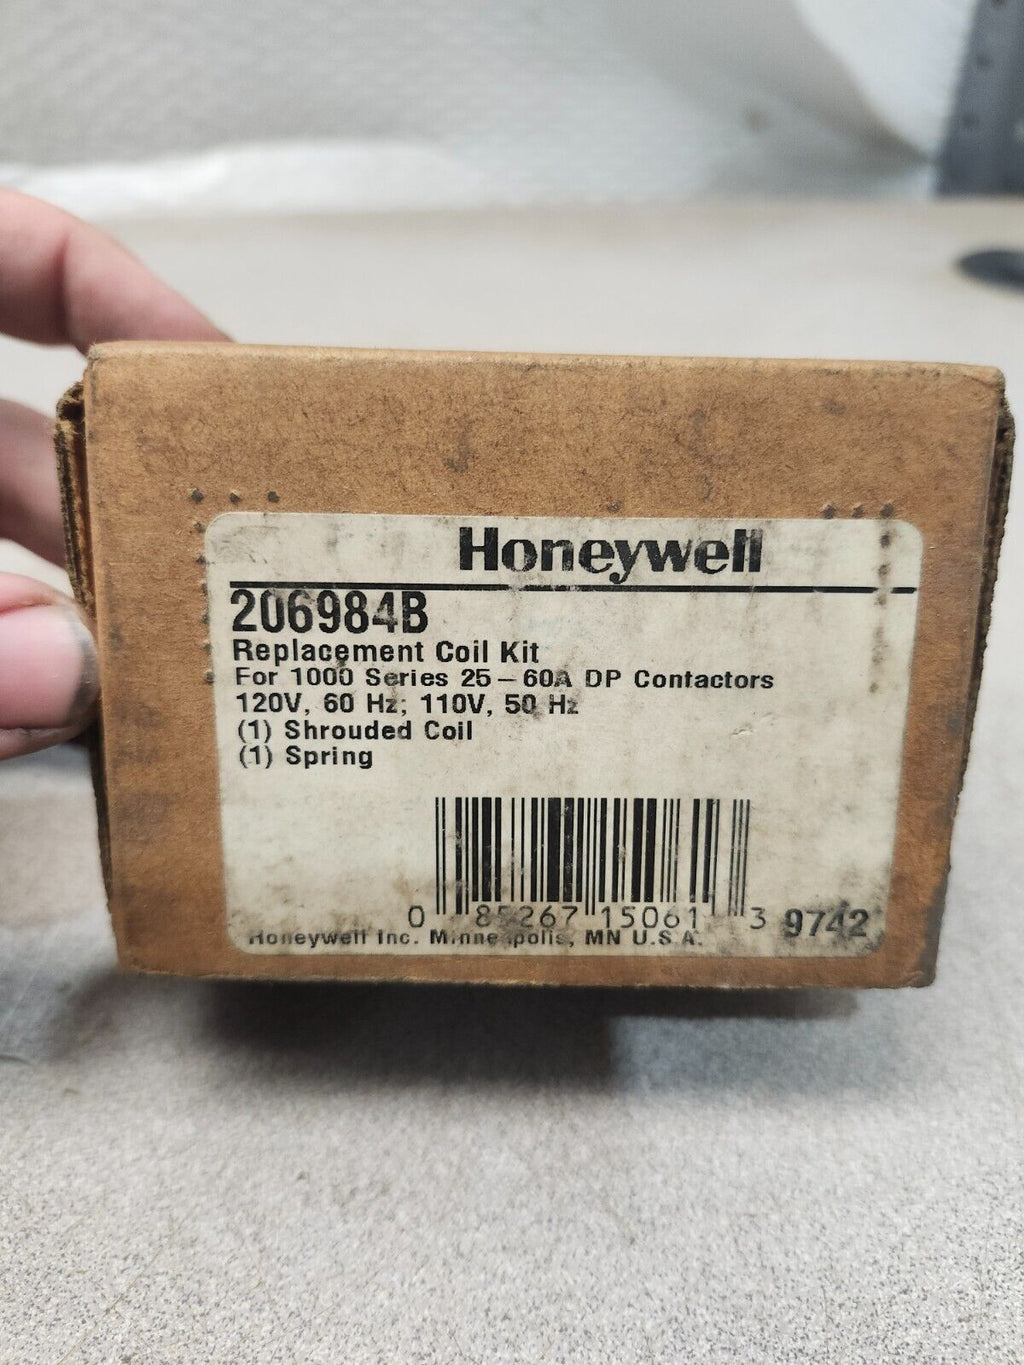 Honeywell
206984B
Replacement Coil Kit
For 1000 Series 25-60A DP Contactors
120V, 60 Hz; 110V, 50 Hz
(1) Shrouded Coil
(1) Spring
0 85267 15061 3 9742
Honeywell Inc. Minneapolis, MN U.S.A.